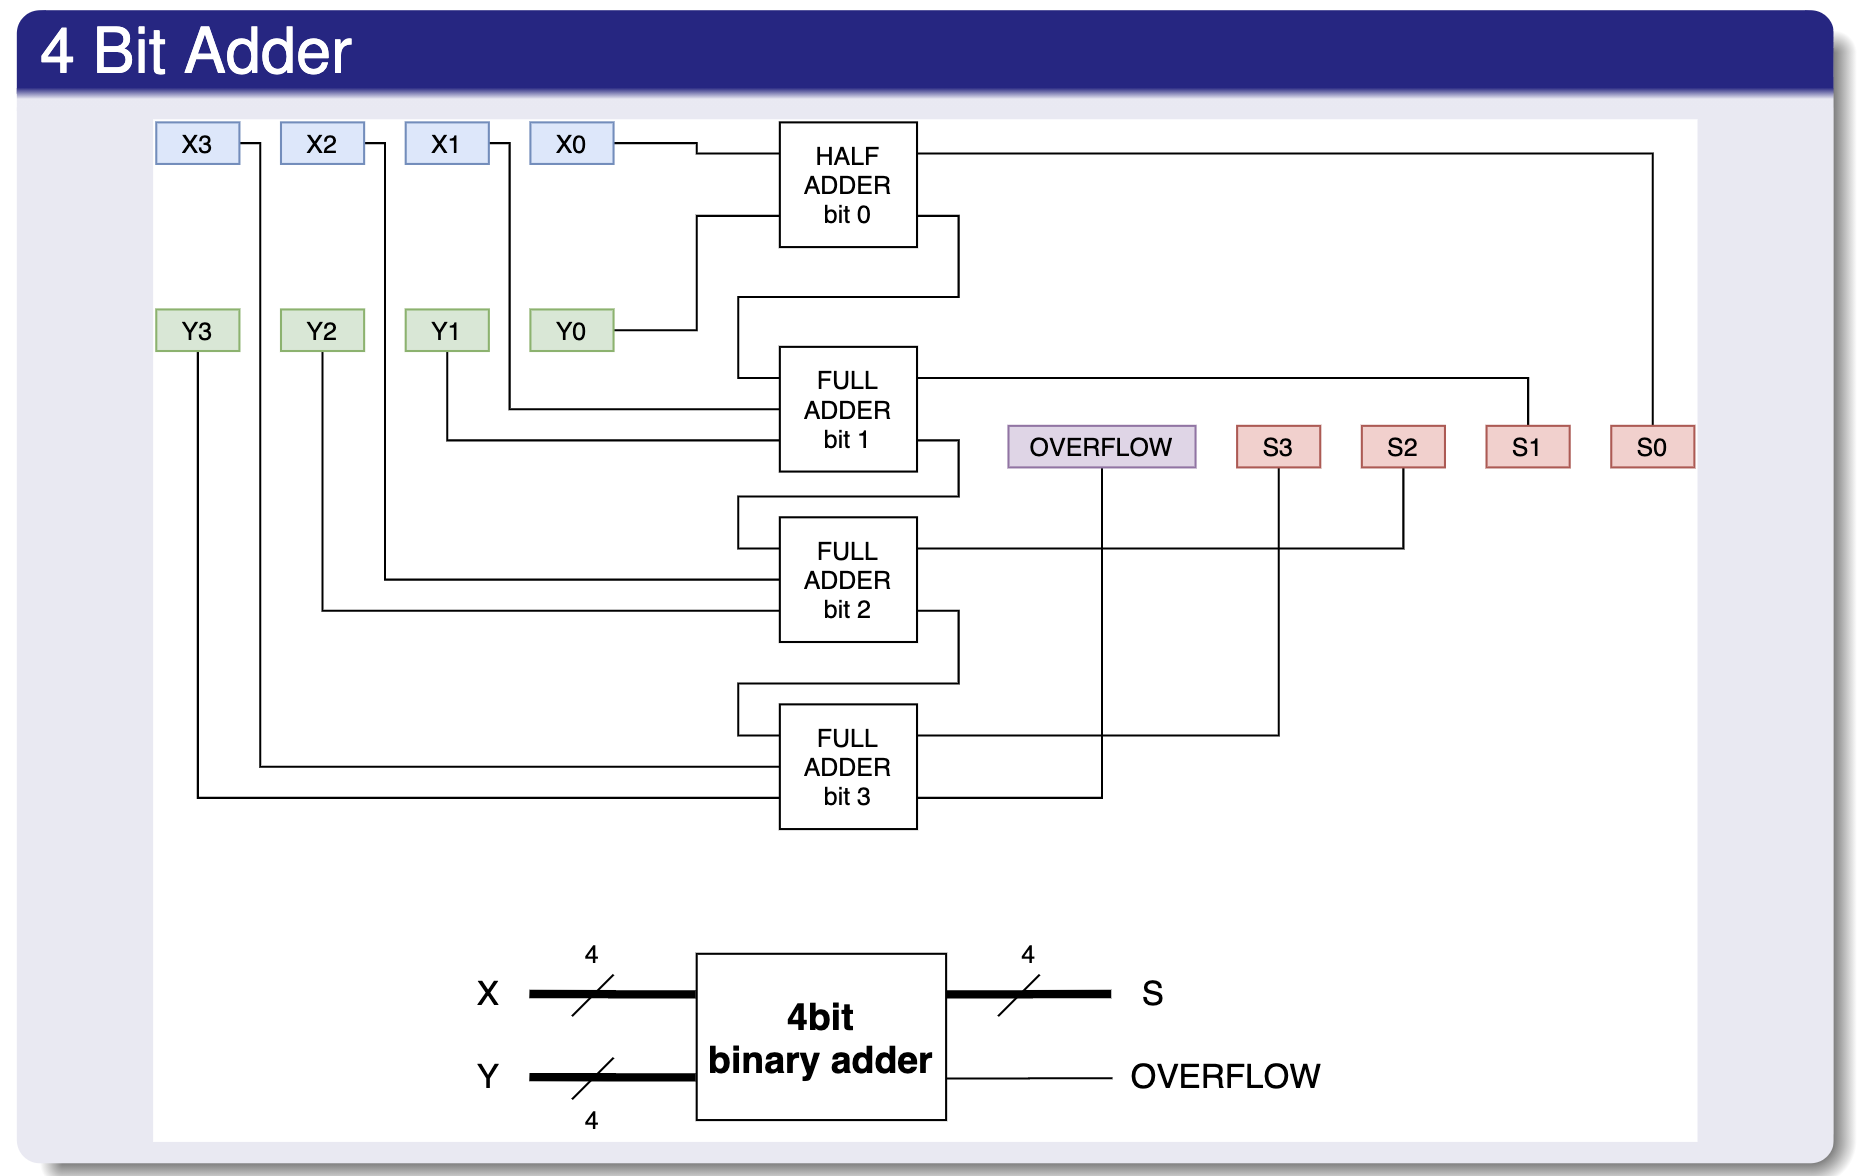 4 Bit Adder
X3
X2
X1
X0
HALF
ADDER
bit 0
Y3
Y2
Y1
Y0
FULL
ADDER
bit 1
OVERFLOW
S3
S2
S1
S0
FULL
ADDER
bit 2
FULL
ADDER
bit 3
4
4
X
S
4bit
binary adder
Y
OVERFLOW
4